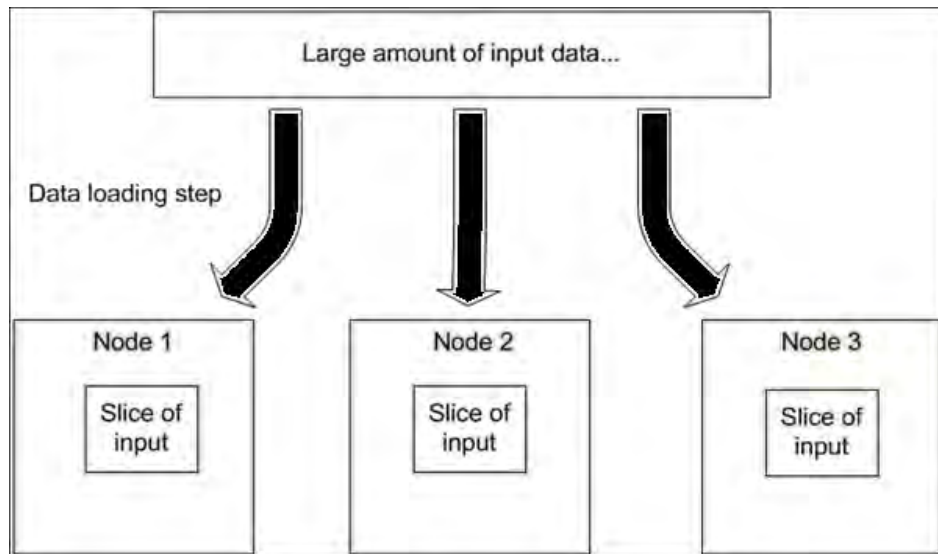 Large amount of input data...
Data loading step
Node 1
Node 2
Node 3
Slice of
input
Slice of
input
Slice of
input